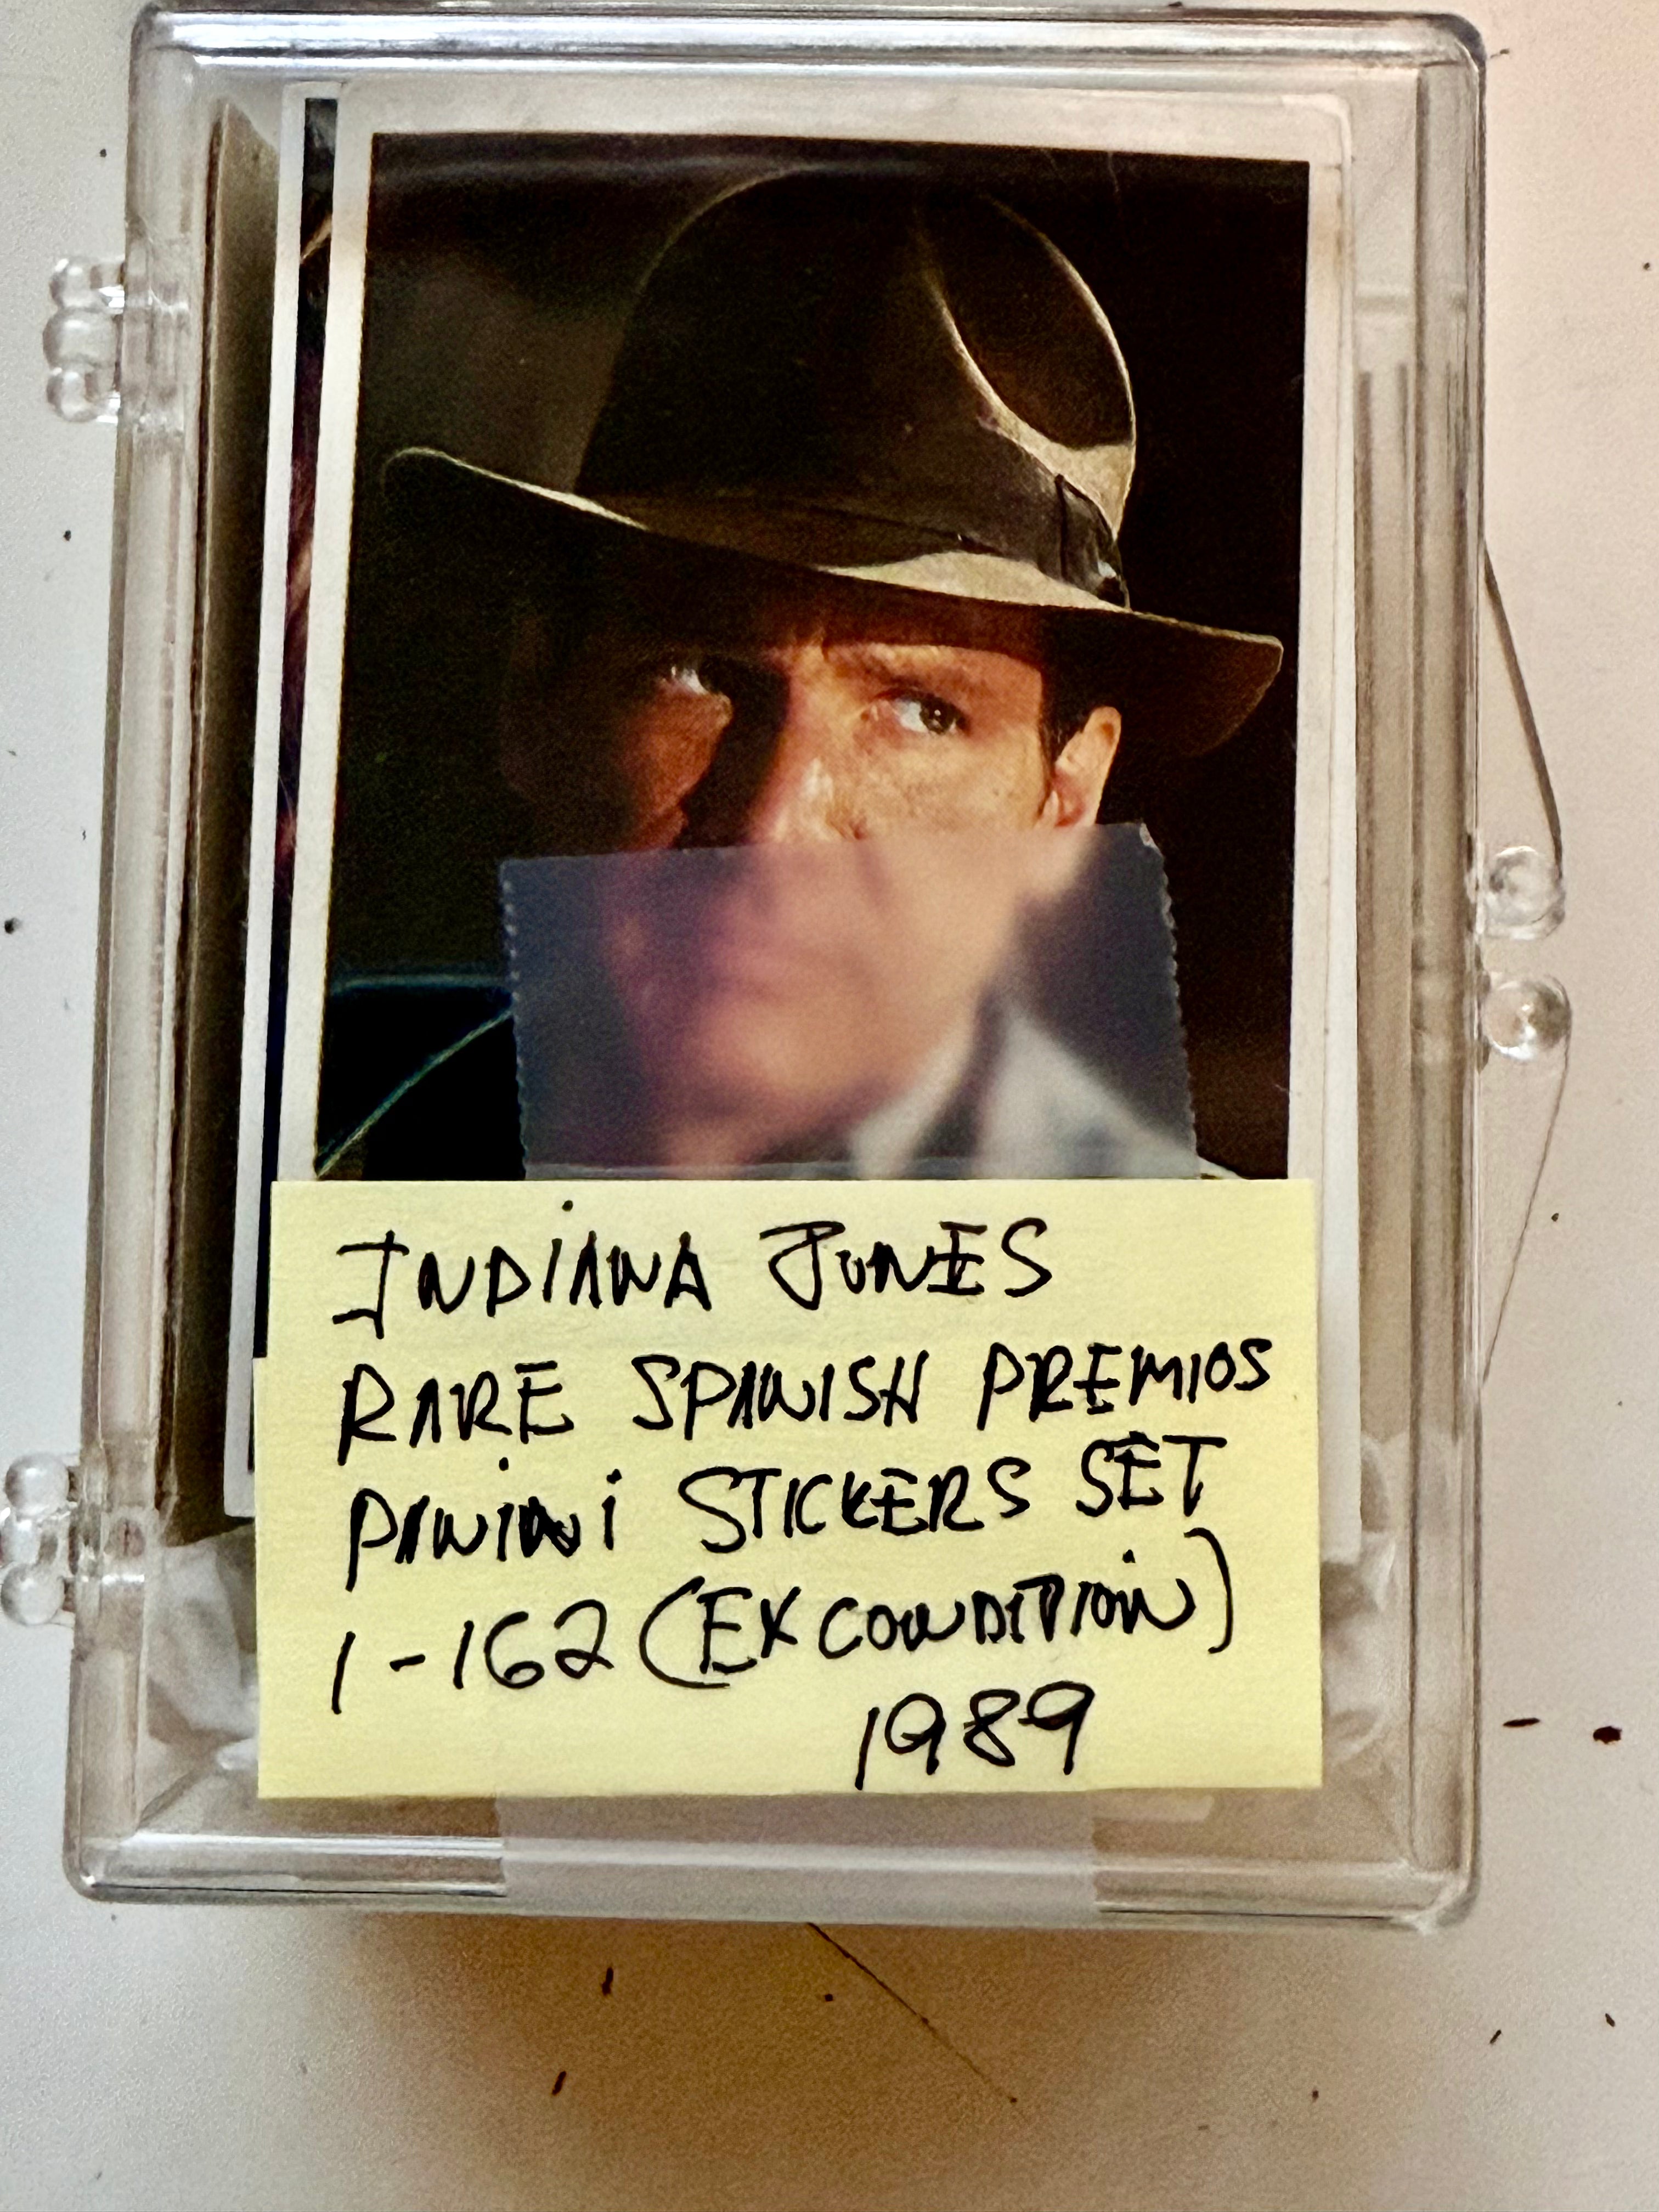 INDIANA JONES
RARE SPANISH PREMIOS
PANINI STICKERS SET
1-162 (EX CONDITION)
1989